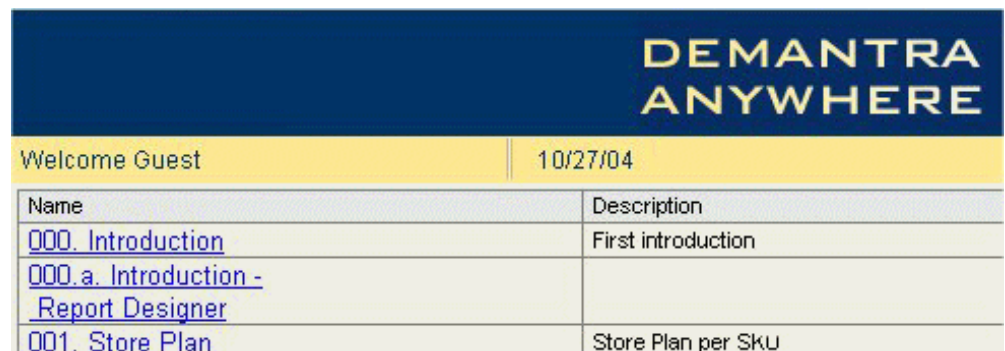 DEMANTRA
ANYWHERE
Welcome Guest 10/27/04
Name Description
000. Introduction First introduction
000.a. Introduction -
Report Designer
001. Store Plan Store Plan per SKU